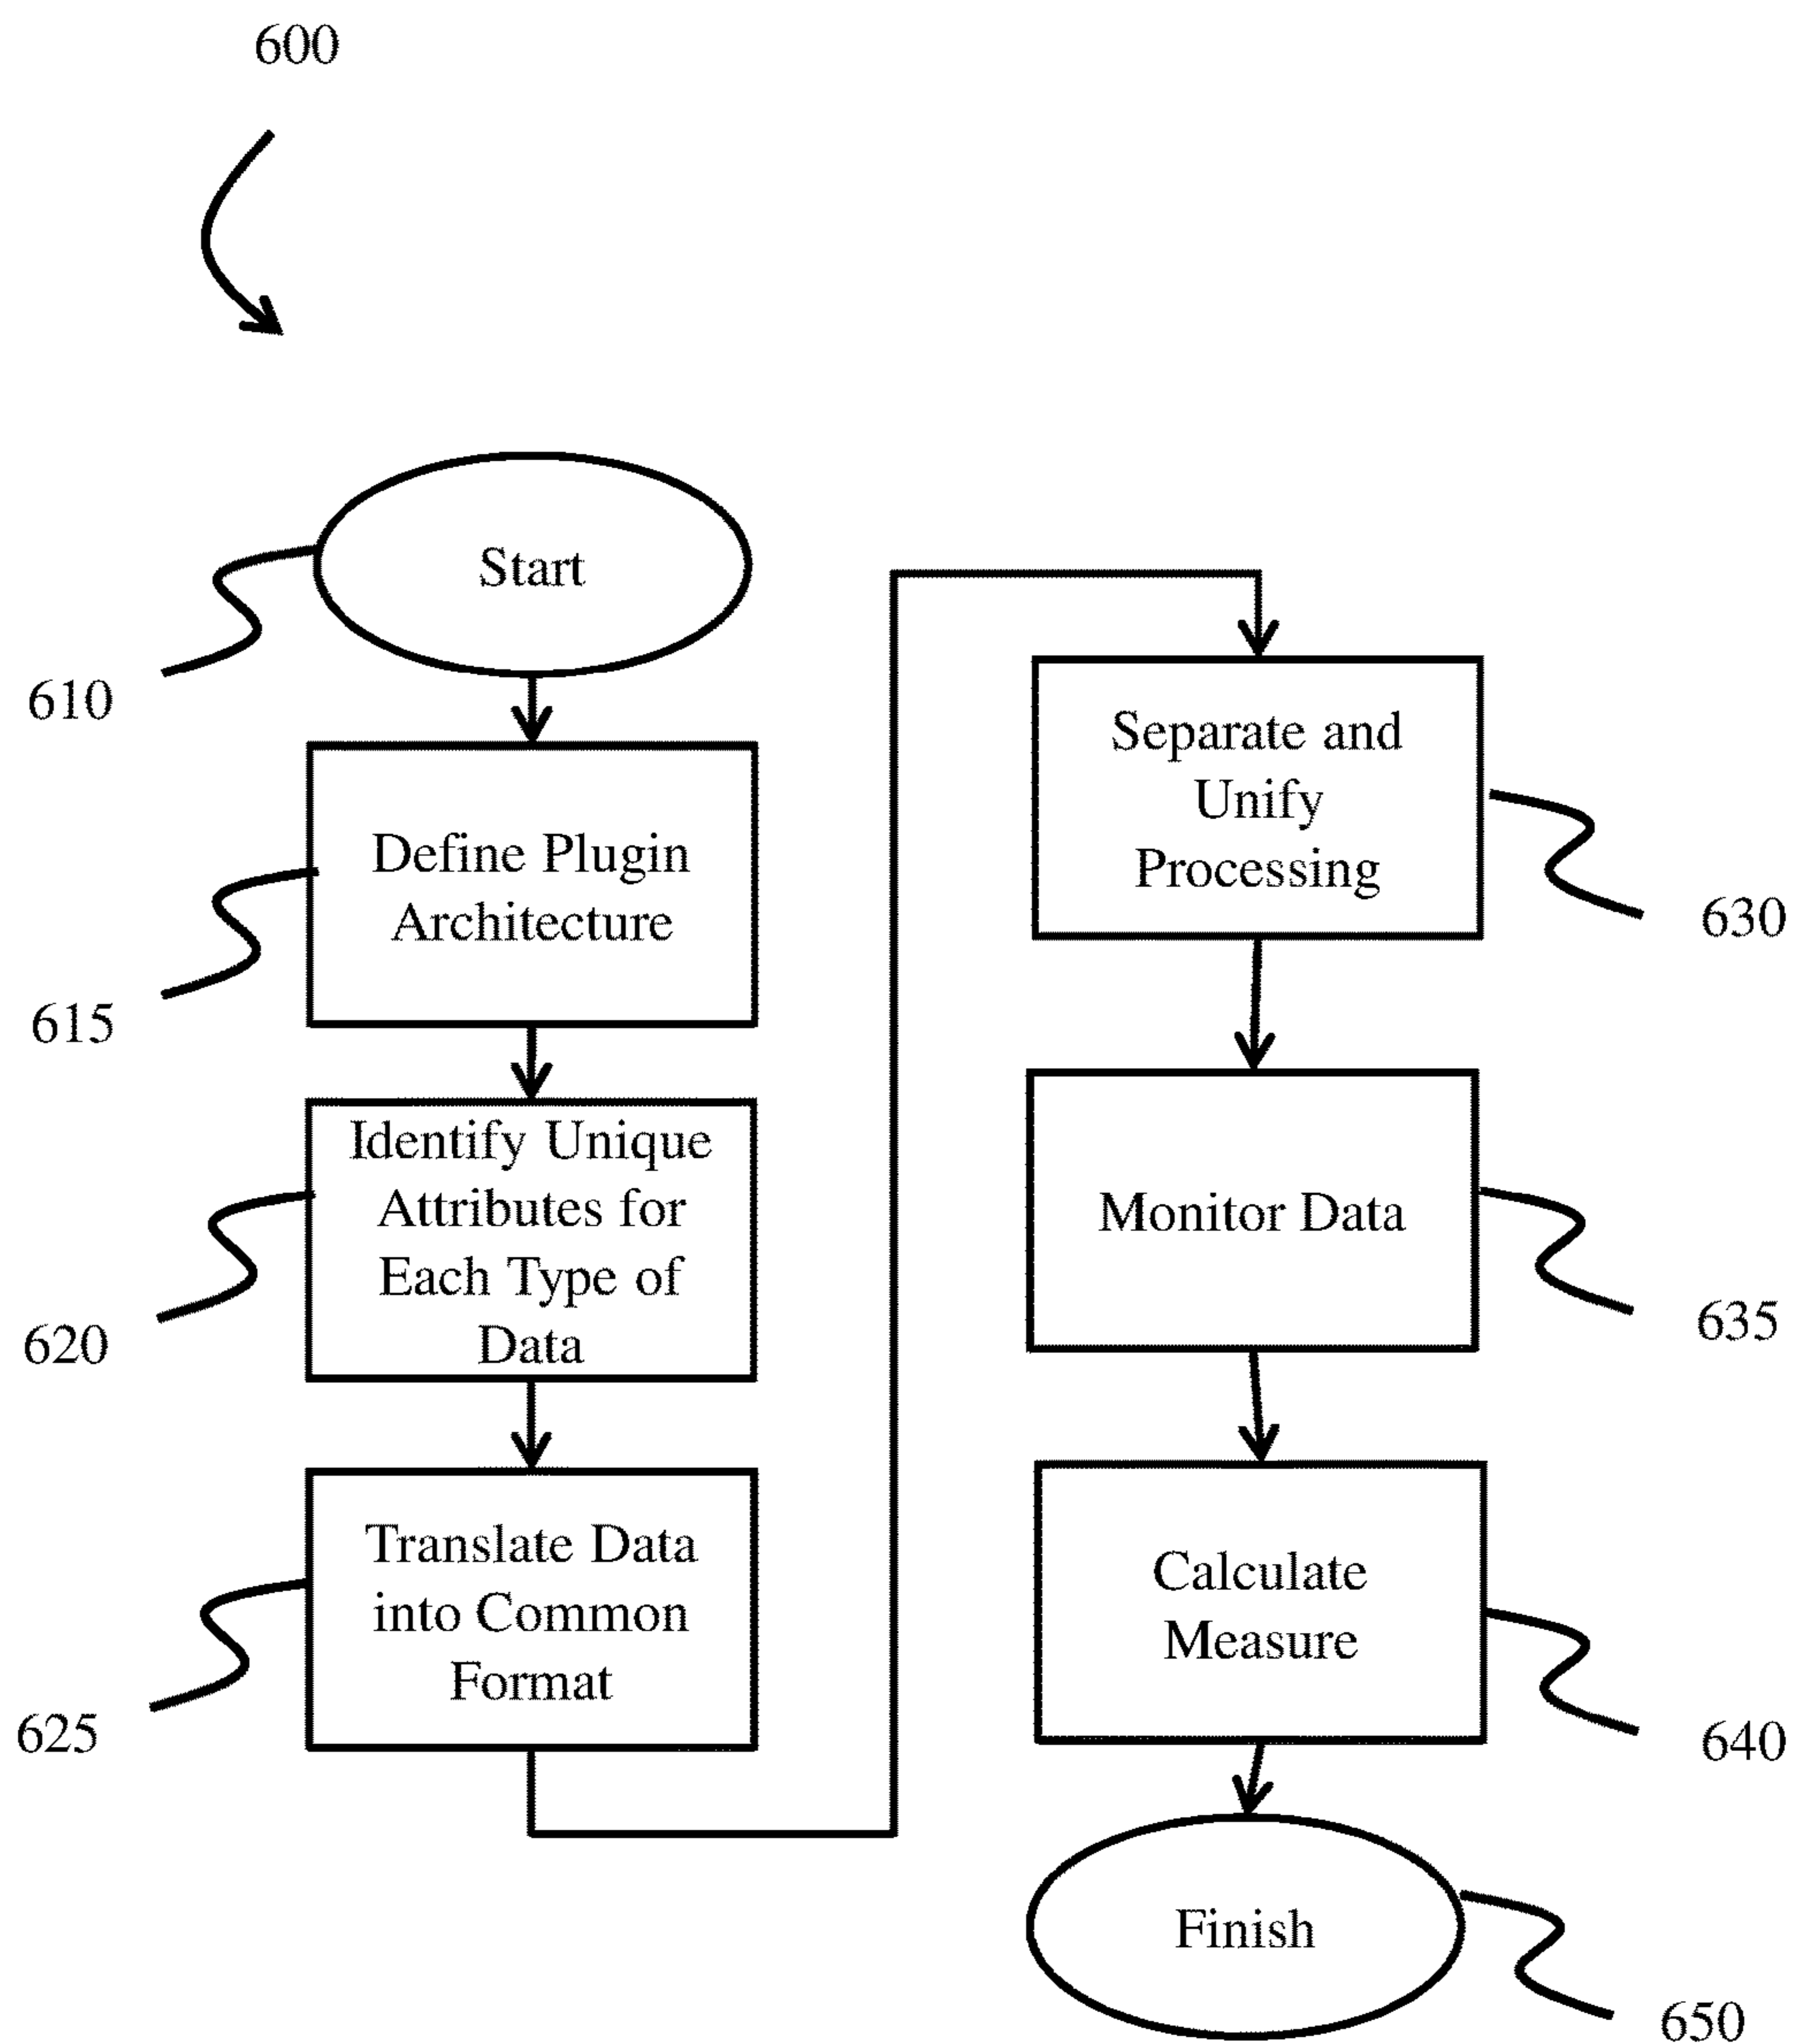 600
Start
610
Define Plugin
Architecture
615
Identify Unique
Attributes for
Each Type of
Data
620
Translate Data
into Common
Format
625
Separate and
Unify
Processing
630
Monitor Data
635
Calculate
Measure
640
Finish
650